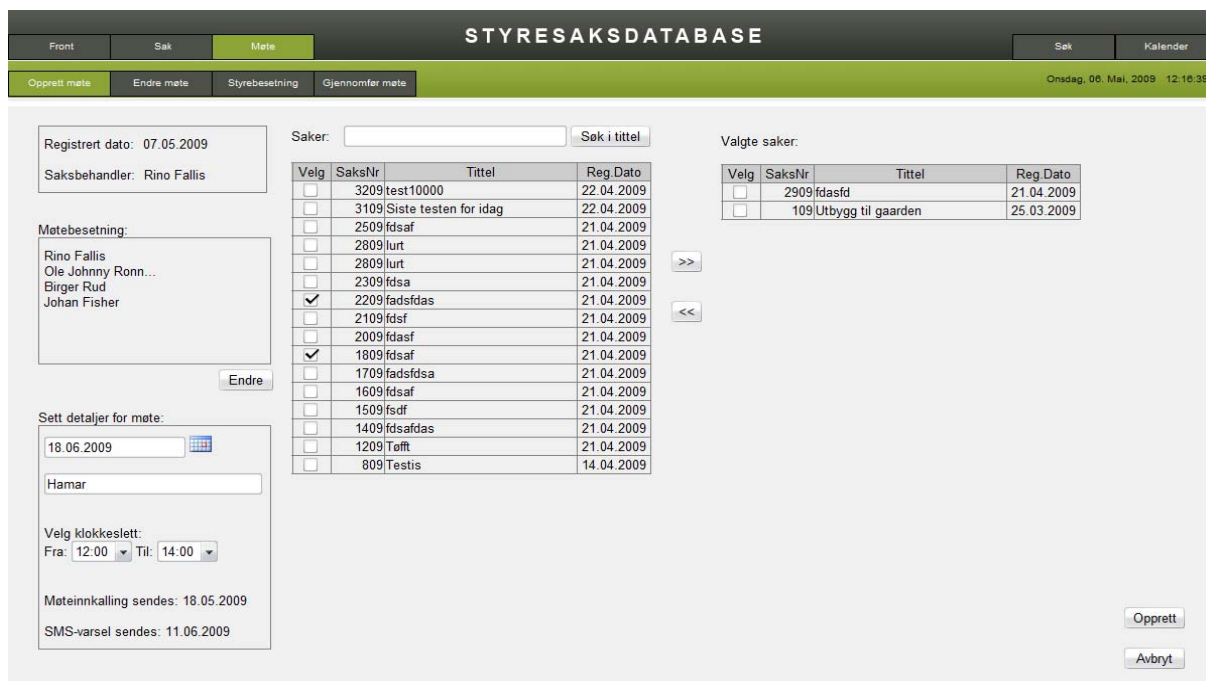 STYRESAKSDATABASE
Front Sak Møte Søk Kalender
Opprett møte Endre møte Styrebesetning Gjennomfør møte Onsdag, 06. Mai, 2009 12:16:39
Registrert dato: 07.05.2009
Saksbehandler: Rino Fallis
Møtebesetning:
Rino Fallis
Ole Johnny Ronn...
Birger Rud
Johan Fisher
Endre
Sett detaljer for møte:
18.06.2009
Hamar
Velg klokkeslett:
Fra: 12:00 Til: 14:00
Møteinnkalling sendes: 18.05.2009
SMS-varsel sendes: 11.06.2009
Saker: Søk i tittel
Velg SaksNr Tittel Reg.Dato
3209 test10000 22.04.2009
3109 Siste testen for idag 22.04.2009
2509 fdsaf 21.04.2009
2809 lurt 21.04.2009
2809 lurt 21.04.2009
2309 fdsa 21.04.2009
2209 fadsfdas 21.04.2009
2109 fdsf 21.04.2009
2009 fdasf 21.04.2009
1809 fdsaf 21.04.2009
1709 fadsfdsa 21.04.2009
1609 fdsaf 21.04.2009
1509 fsdf 21.04.2009
1409 fdsafdas 21.04.2009
1209 Tøfft 21.04.2009
809 Testis 14.04.2009
>>
<<
Valgte saker:
Velg SaksNr Tittel Reg.Dato
2909 fdasfd 21.04.2009
109 Utbygg til gaarden 25.03.2009
Opprett
Avbryt